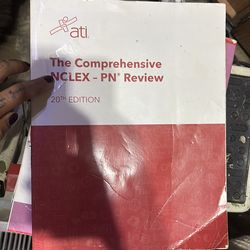 ati
The Comprehensive
NCLEX – PN® Review
20TH EDITION